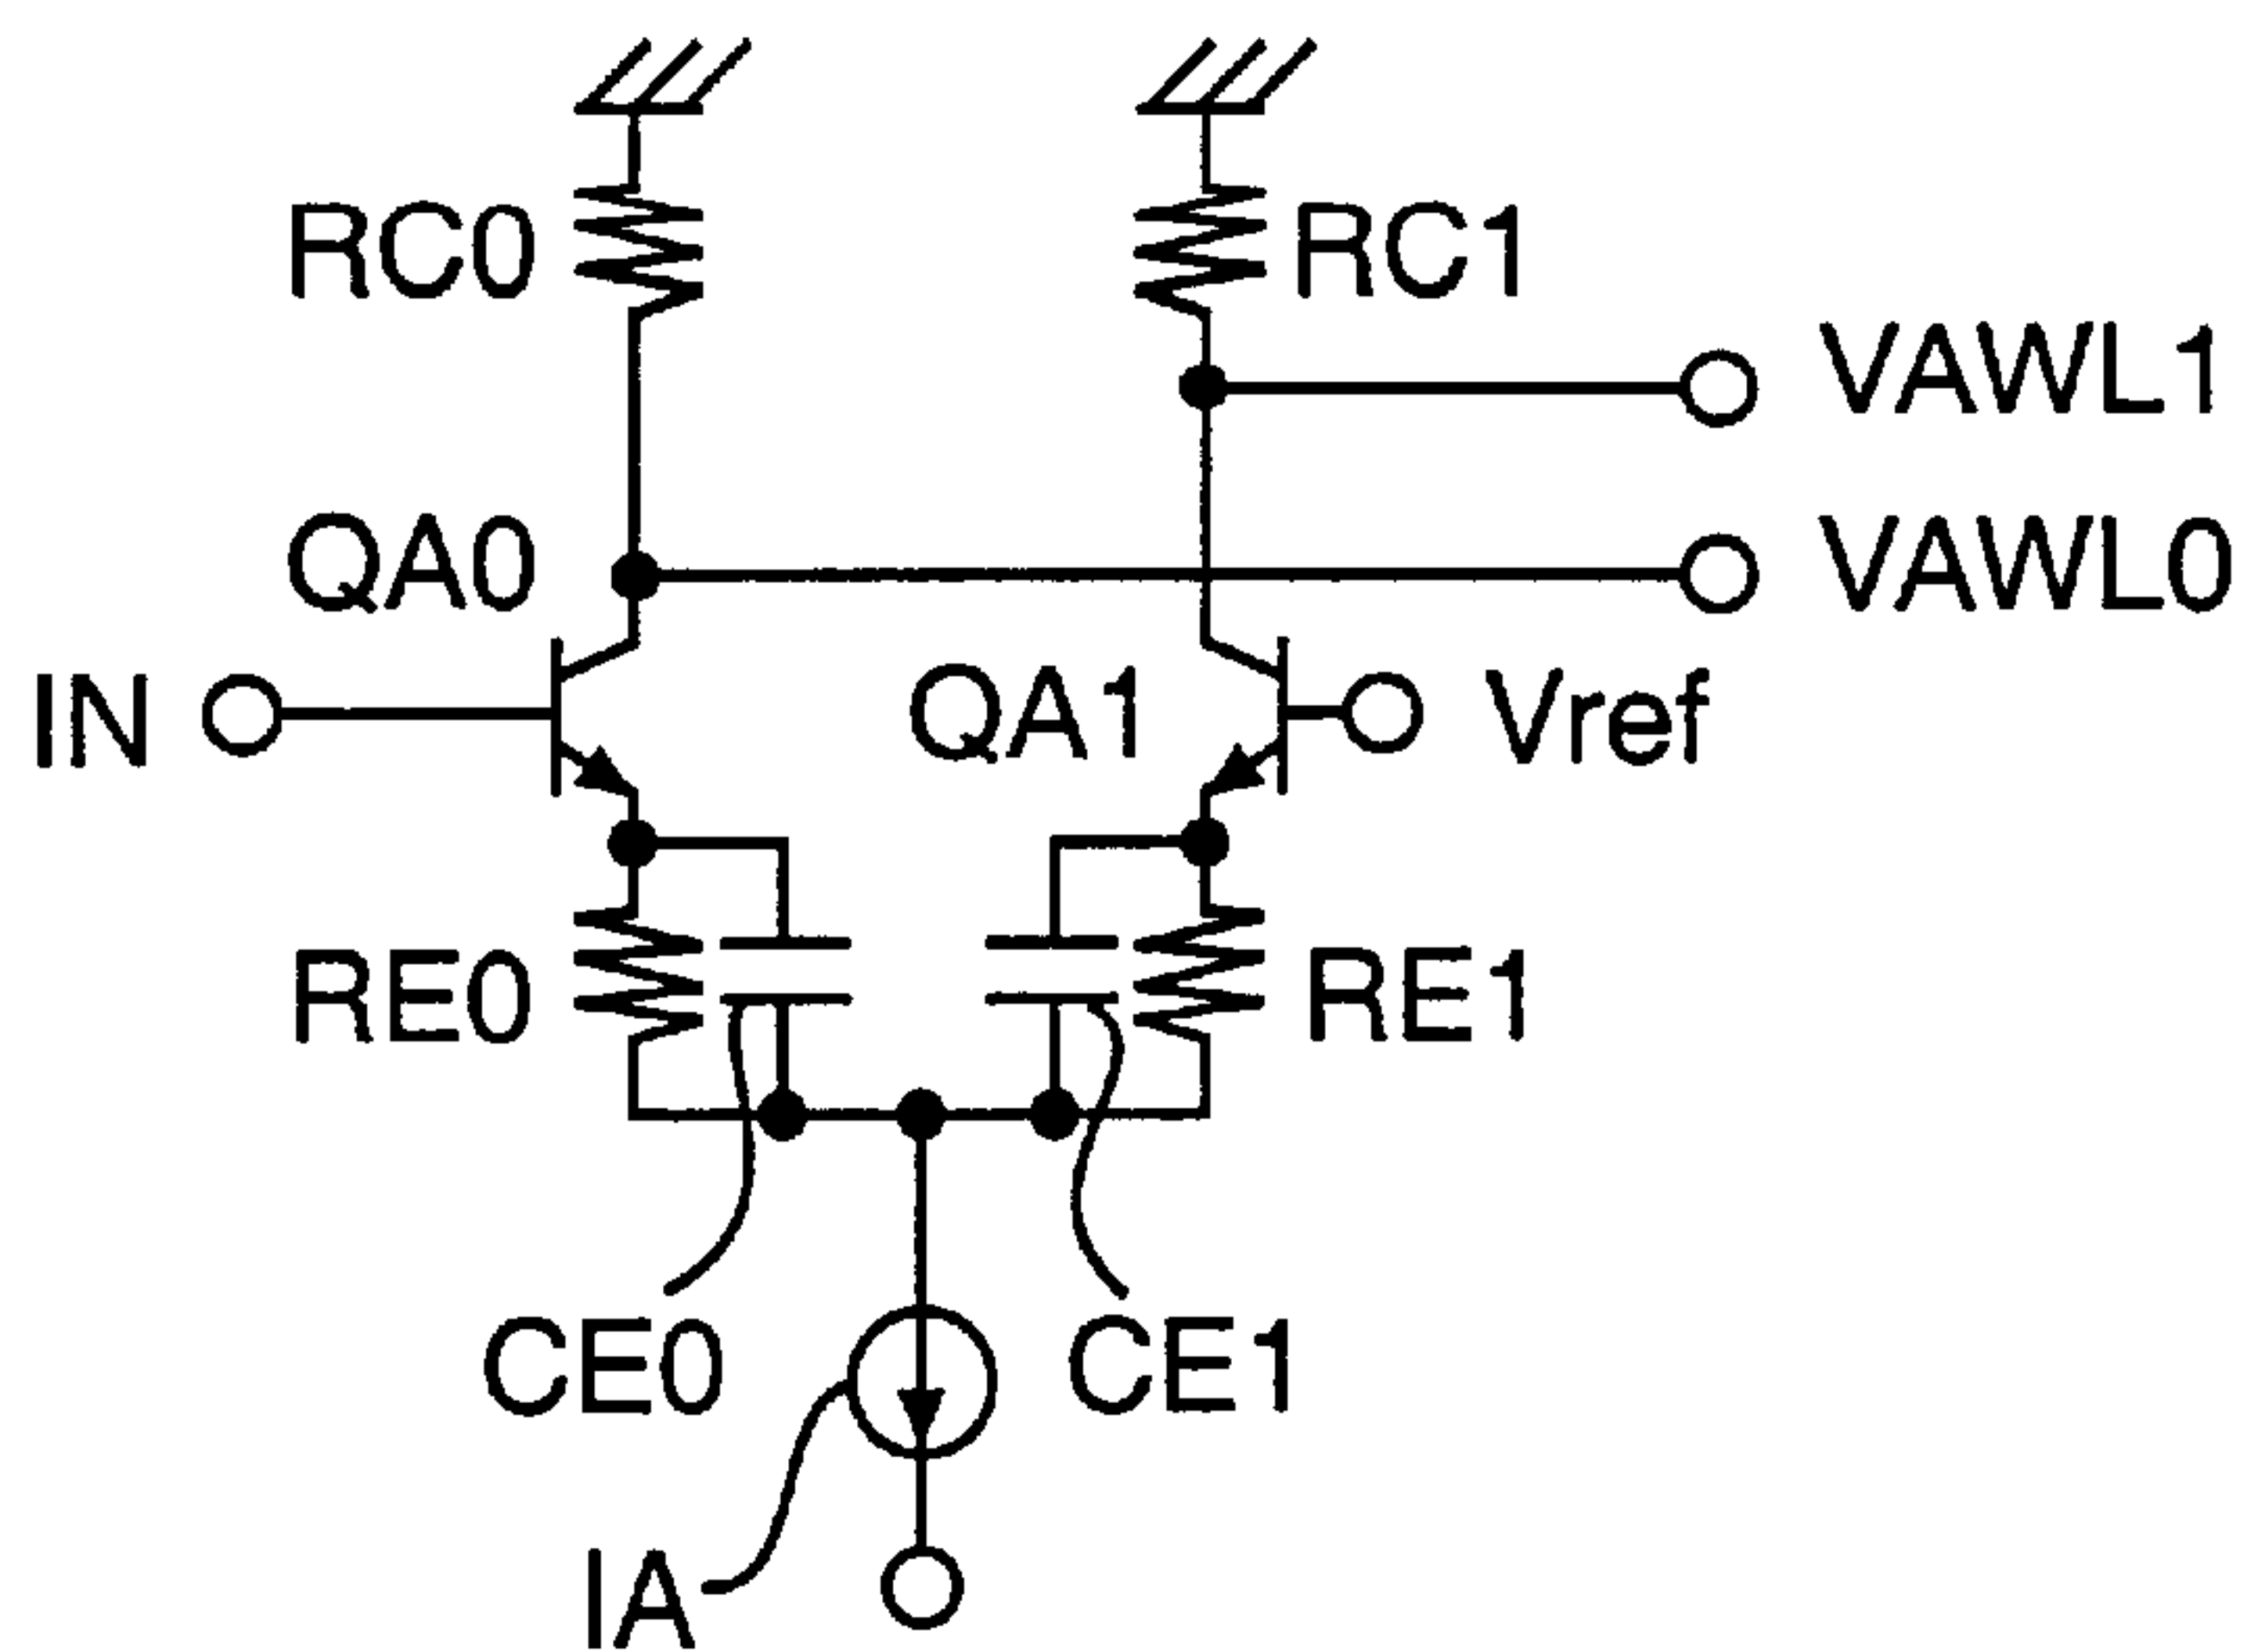 RC0
RC1
VAWL1
QA0
VAWL0
IN
QA1
Vref
RE0
RE1
CE0
CE1
IA